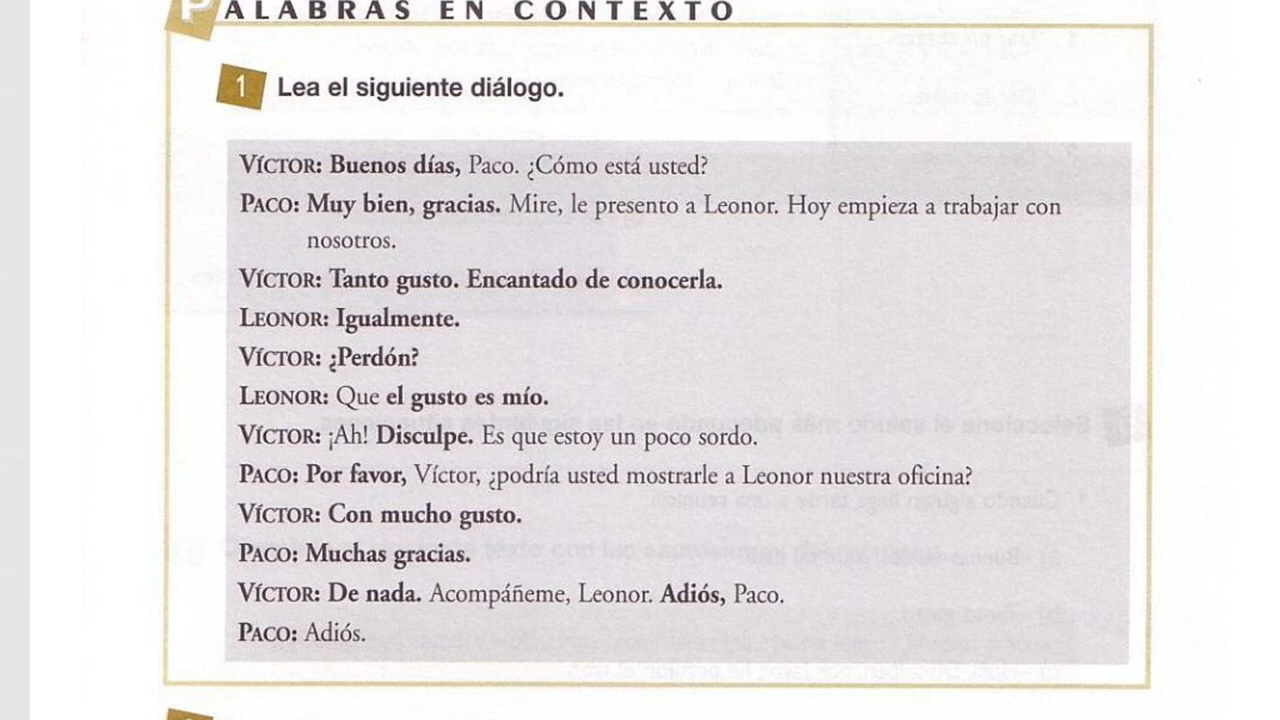 PALABRAS EN CONTEXTO
1 Lea el siguiente diálogo.
VÍCTOR: Buenos días, Paco. ¿Cómo está usted?
PACO: Muy bien, gracias. Mire, le presento a Leonor. Hoy empieza a trabajar con
nosotros.
VÍCTOR: Tanto gusto. Encantado de conocerla.
LEONOR: Igualmente.
VÍCTOR: ¿Perdón?
LEONOR: Que el gusto es mío.
VÍCTOR: ¡Ah! Disculpe. Es que estoy un poco sordo.
PACO: Por favor, Víctor, ¿podría usted mostrarle a Leonor nuestra oficina?
VÍCTOR: Con mucho gusto.
PACO: Muchas gracias.
VÍCTOR: De nada. Acompáñeme, Leonor. Adiós, Paco.
PACO: Adiós.